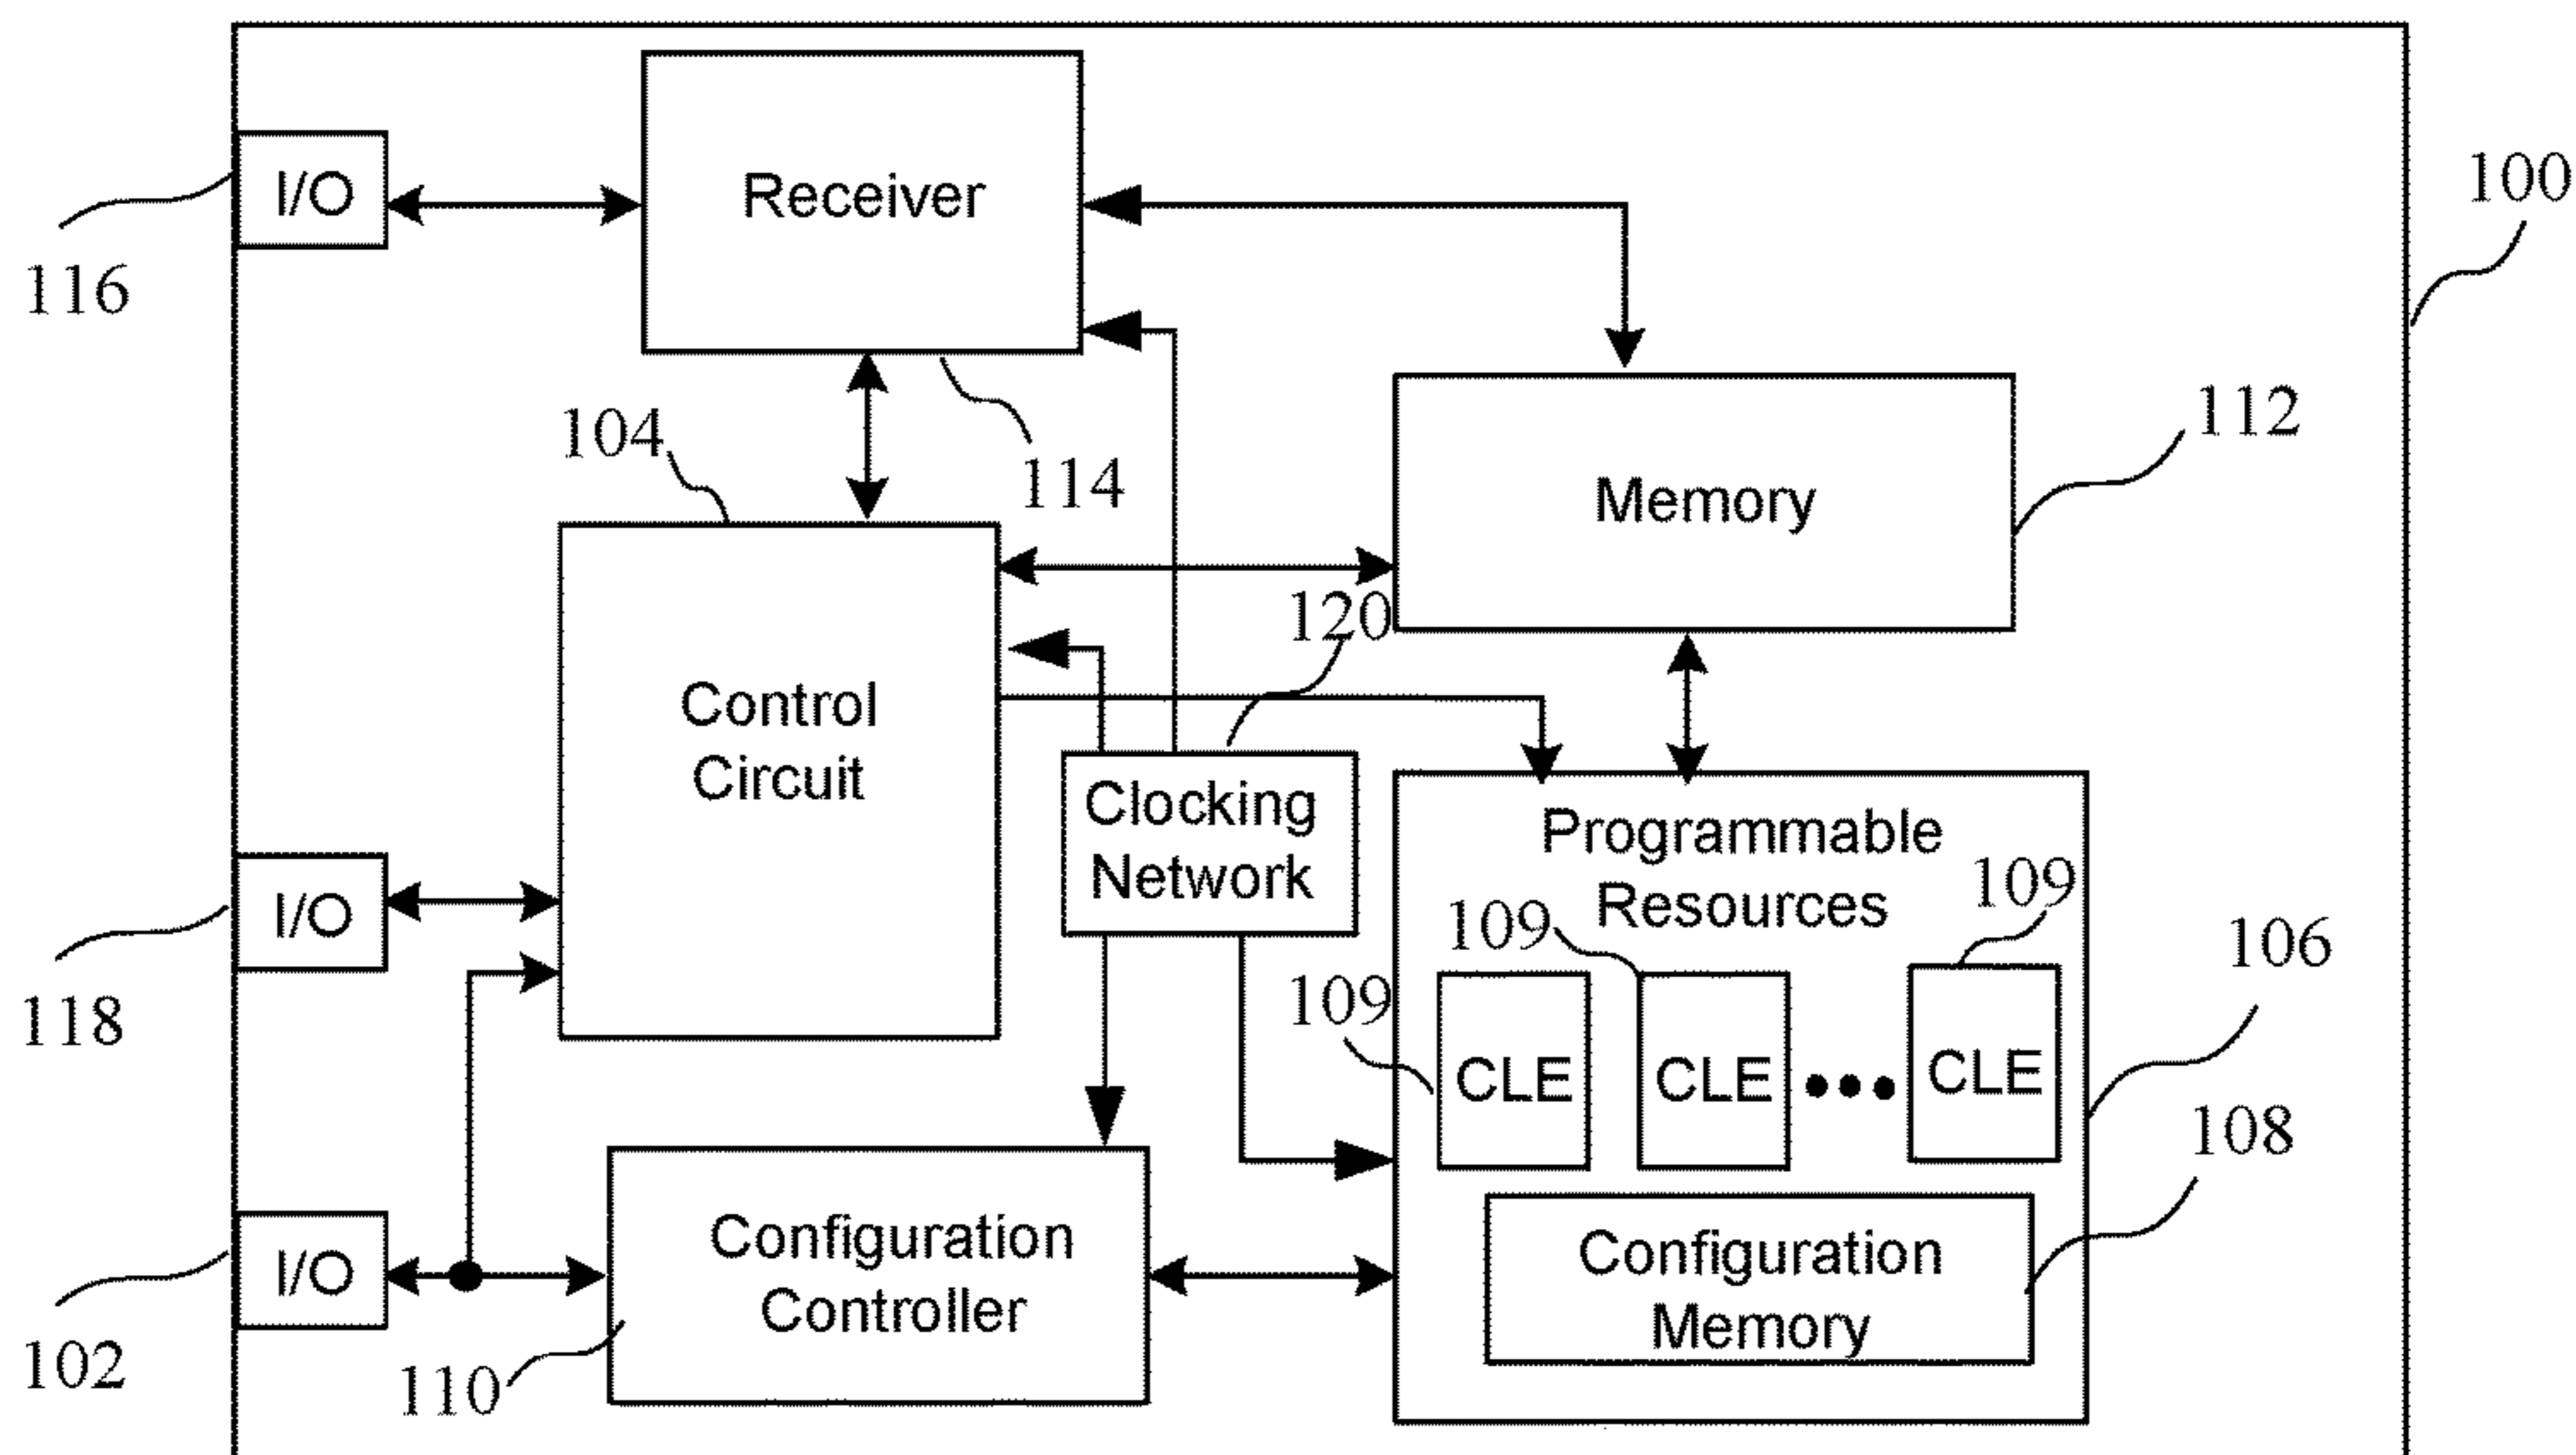 I/O
Receiver
100
116
104
114
112
Memory
120
Control
Circuit
Clocking
Network
Programmable
Resources
109
109
109
106
I/O
118
CLE
CLE
CLE
108
I/O
102
110
Configuration
Controller
Configuration
Memory